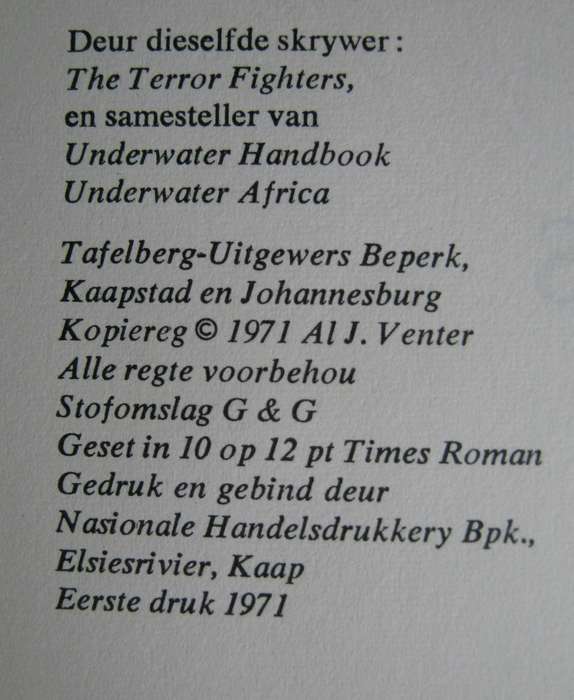 Deur dieselfde skrywer:
The Terror Fighters,
en samesteller van
Underwater Handbook
Underwater Africa
Tafelberg-Uitgewers Beperk,
Kaapstad en Johannesburg
Kopiereg © 1971 Al J. Venter
Alle regte voorbehou
Stofomslag G & G
Geset in 10 op 12 pt Times Roman
Gedruk en gebind deur
Nasionale Handelsdrukkery Bpk.,
Elsiesrivier, Kaap
Eerste druk 1971